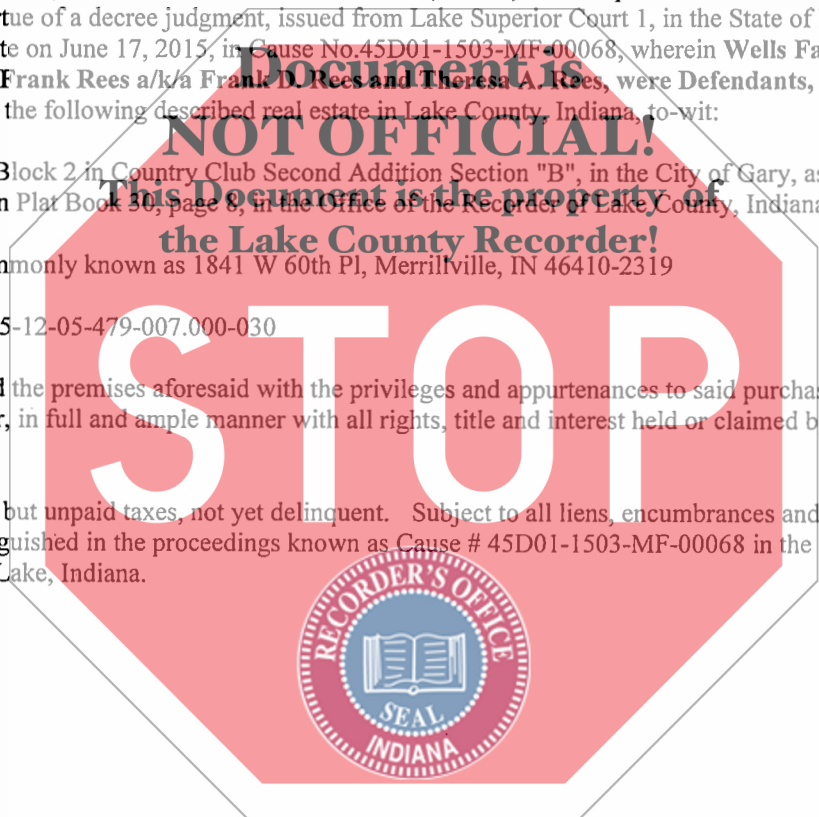 rtue of a decree judgment, issued from Lake Superior Court 1, in the State of
te on June 17, 2015, in Cause No.45D01-1503-MF-00068, wherein Wells Fa
Document is
Frank Rees a/k/a Frank D. Rees and Theresa A. Rees, were Defendants,
the following described real estate in Lake County, Indiana, to-wit:
NOT OFFICIAL!
Block 2 in Country Club Second Addition Section "B", in the City of Gary, as
This Document is the property of
n Plat Book 30, page 8, in the Office of the Recorder of Lake County, Indiana
the Lake County Recorder!
mmonly known as 1841 W 60th Pl, Merrillville, IN 46410-2319
5-12-05-479-007.000-030
STOP
d the premises aforesaid with the privileges and appurtenances to said purchas
r, in full and ample manner with all rights, title and interest held or claimed b
but unpaid taxes, not yet delinquent. Subject to all liens, encumbrances and
guished in the proceedings known as Cause # 45D01-1503-MF-00068 in the
Lake, Indiana.
RECORDER'S OFFICE
SEAL
INDIANA